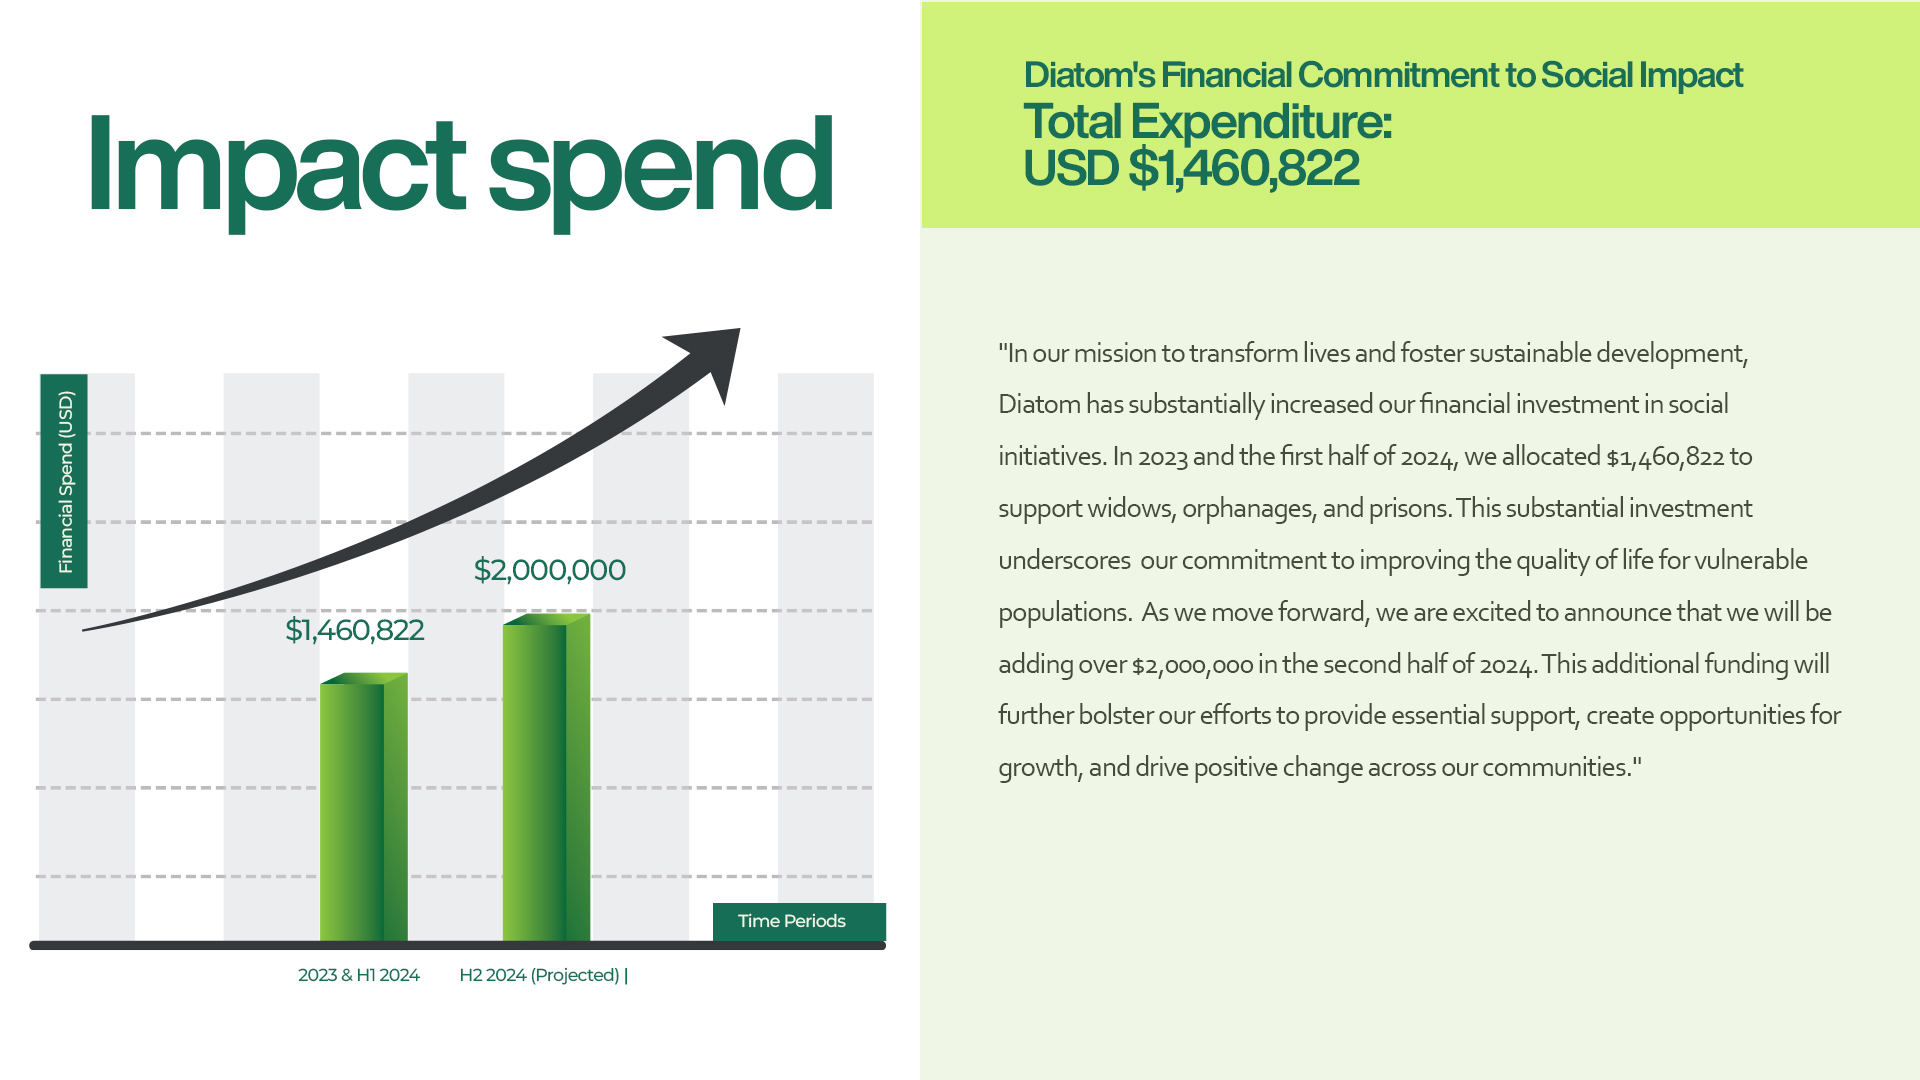 Impact spend
Financial Spend (USD)
$2,000,000
$1,460,822
Time Periods
2023 & H1 2024
H2 2024 (Projected) |
Diatom's Financial Commitment to Social Impact
Total Expenditure:
USD $1,460,822
"In our mission to transform lives and foster sustainable development,
Diatom has substantially increased our financial investment in social
initiatives. In 2023 and the first half of 2024, we allocated $1,460,822 to
support widows, orphanages, and prisons. This substantial investment
underscores  our commitment to improving the quality of life for vulnerable
populations.  As we move forward, we are excited to announce that we will be
adding over $2,000,000 in the second half of 2024. This additional funding will
further bolster our efforts to provide essential support, create opportunities for
growth, and drive positive change across our communities."